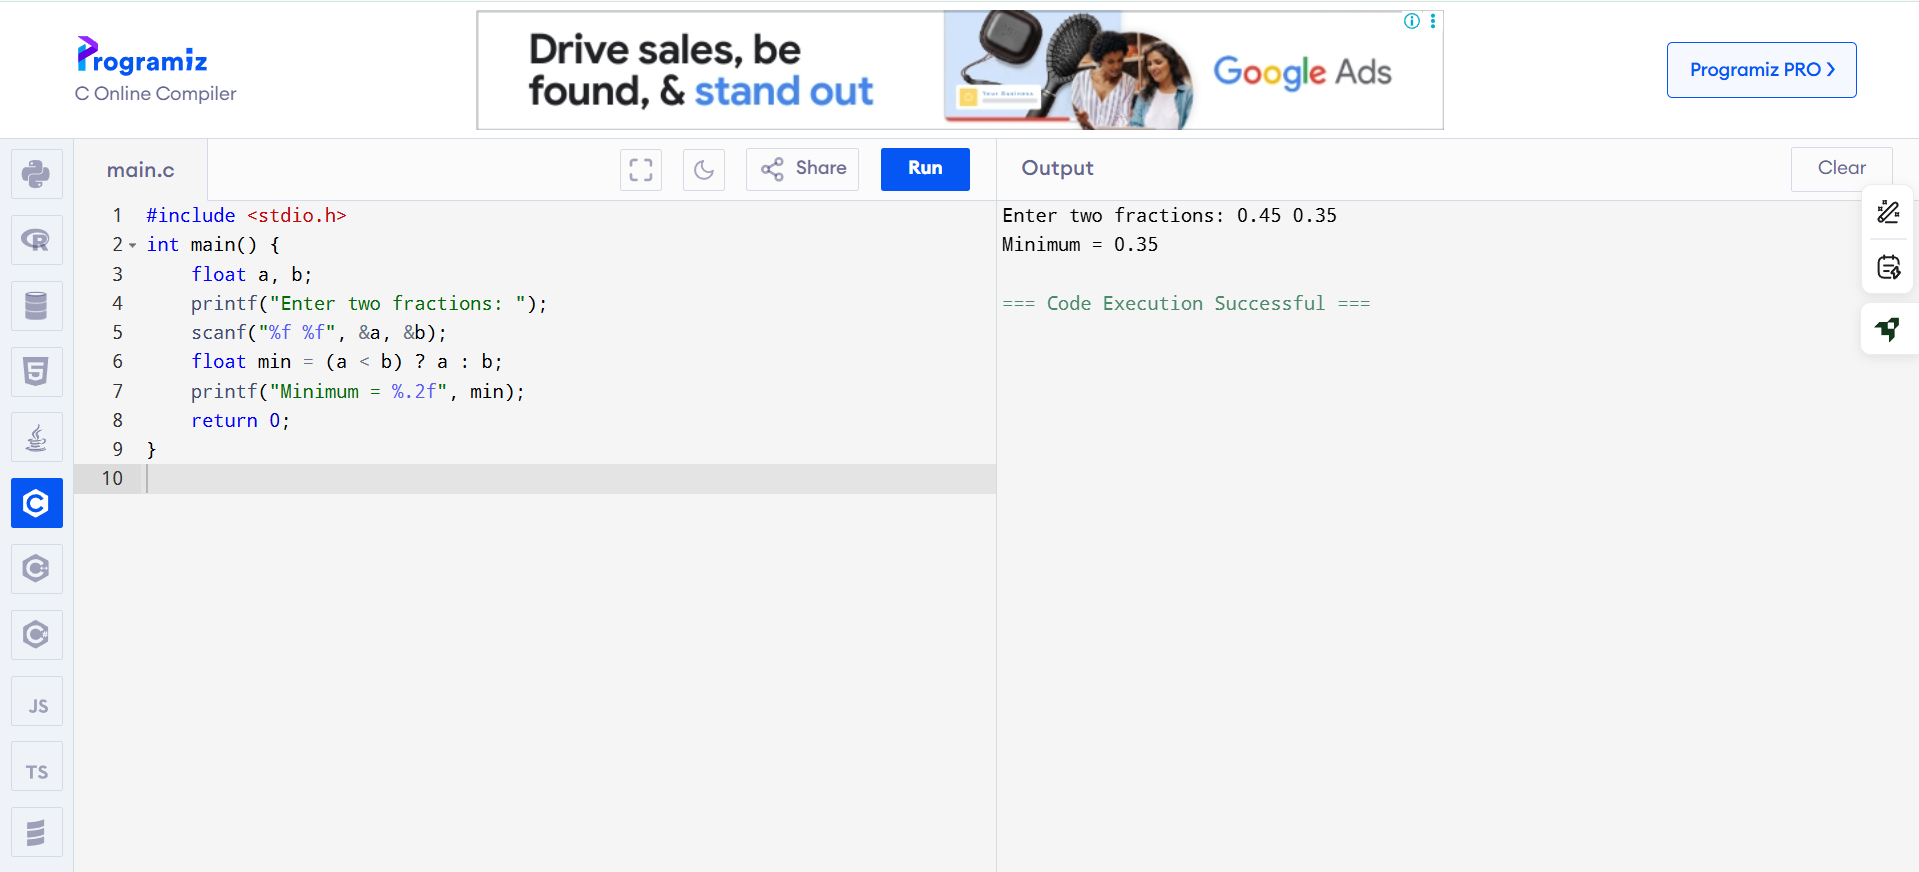 Programiz
C Online Compiler
Drive sales, be
found, & stand out
Your Business
Google Ads
Programiz PRO
main.c
Share
Run
Output
Clear
1 #include <stdio.h>
2 int main() {
3     float a, b;
4     printf("Enter two fractions: ");
5     scanf("%f %f", &a, &b);
6     float min = (a < b) ? a : b;
7     printf("Minimum = %.2f", min);
8     return 0;
9 }
10
Enter two fractions: 0.45 0.35
Minimum = 0.35
=== Code Execution Successful ===
JS
TS